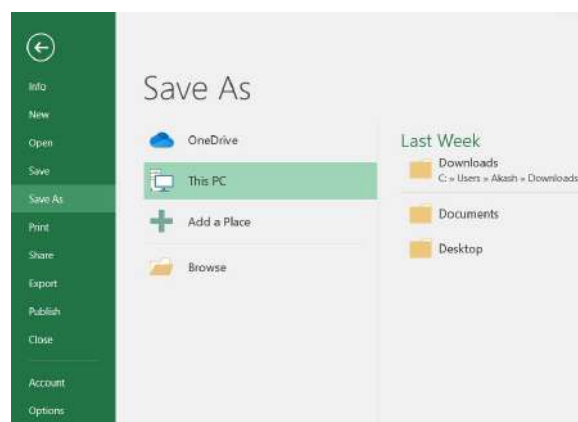 Info
New
Open
Save
Save As
Print
Share
Export
Publish
Close
Account
Options
Save As
OneDrive
This PC
Add a Place
Browse
Last Week
Downloads
C: » Users » Akash » Downloads
Documents
Desktop